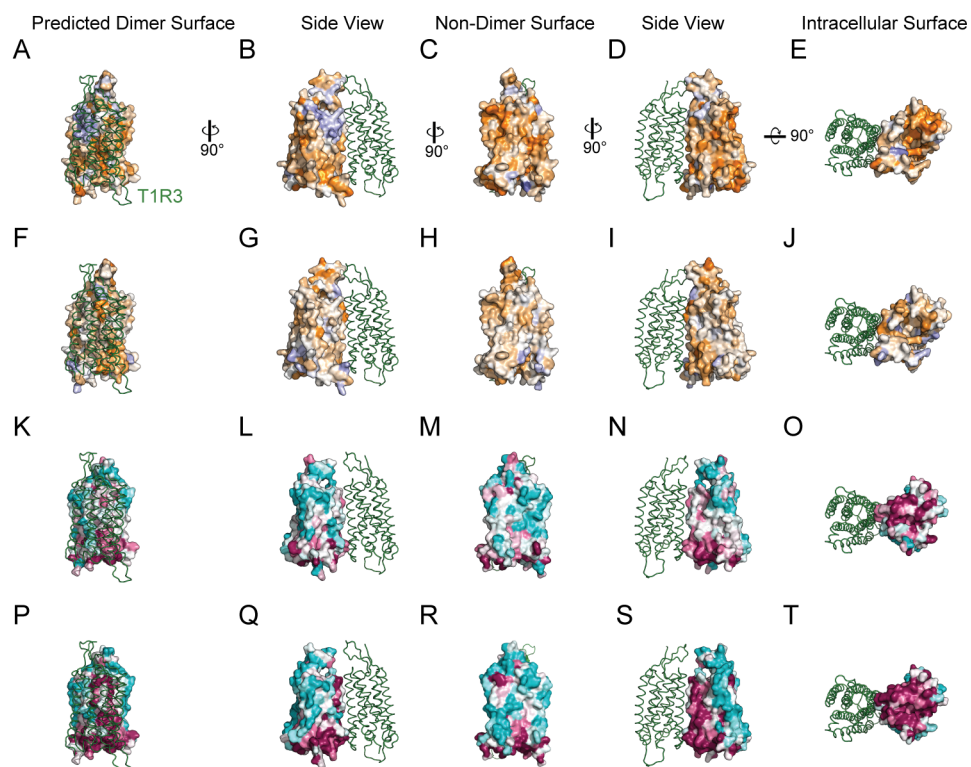 Predicted Dimer Surface Side View Non-Dimer Surface Side View Intracellular Surface
A B C D E
90° 90° 90° 90°
T1R3
F G H I J
K L M N O
P Q R S T